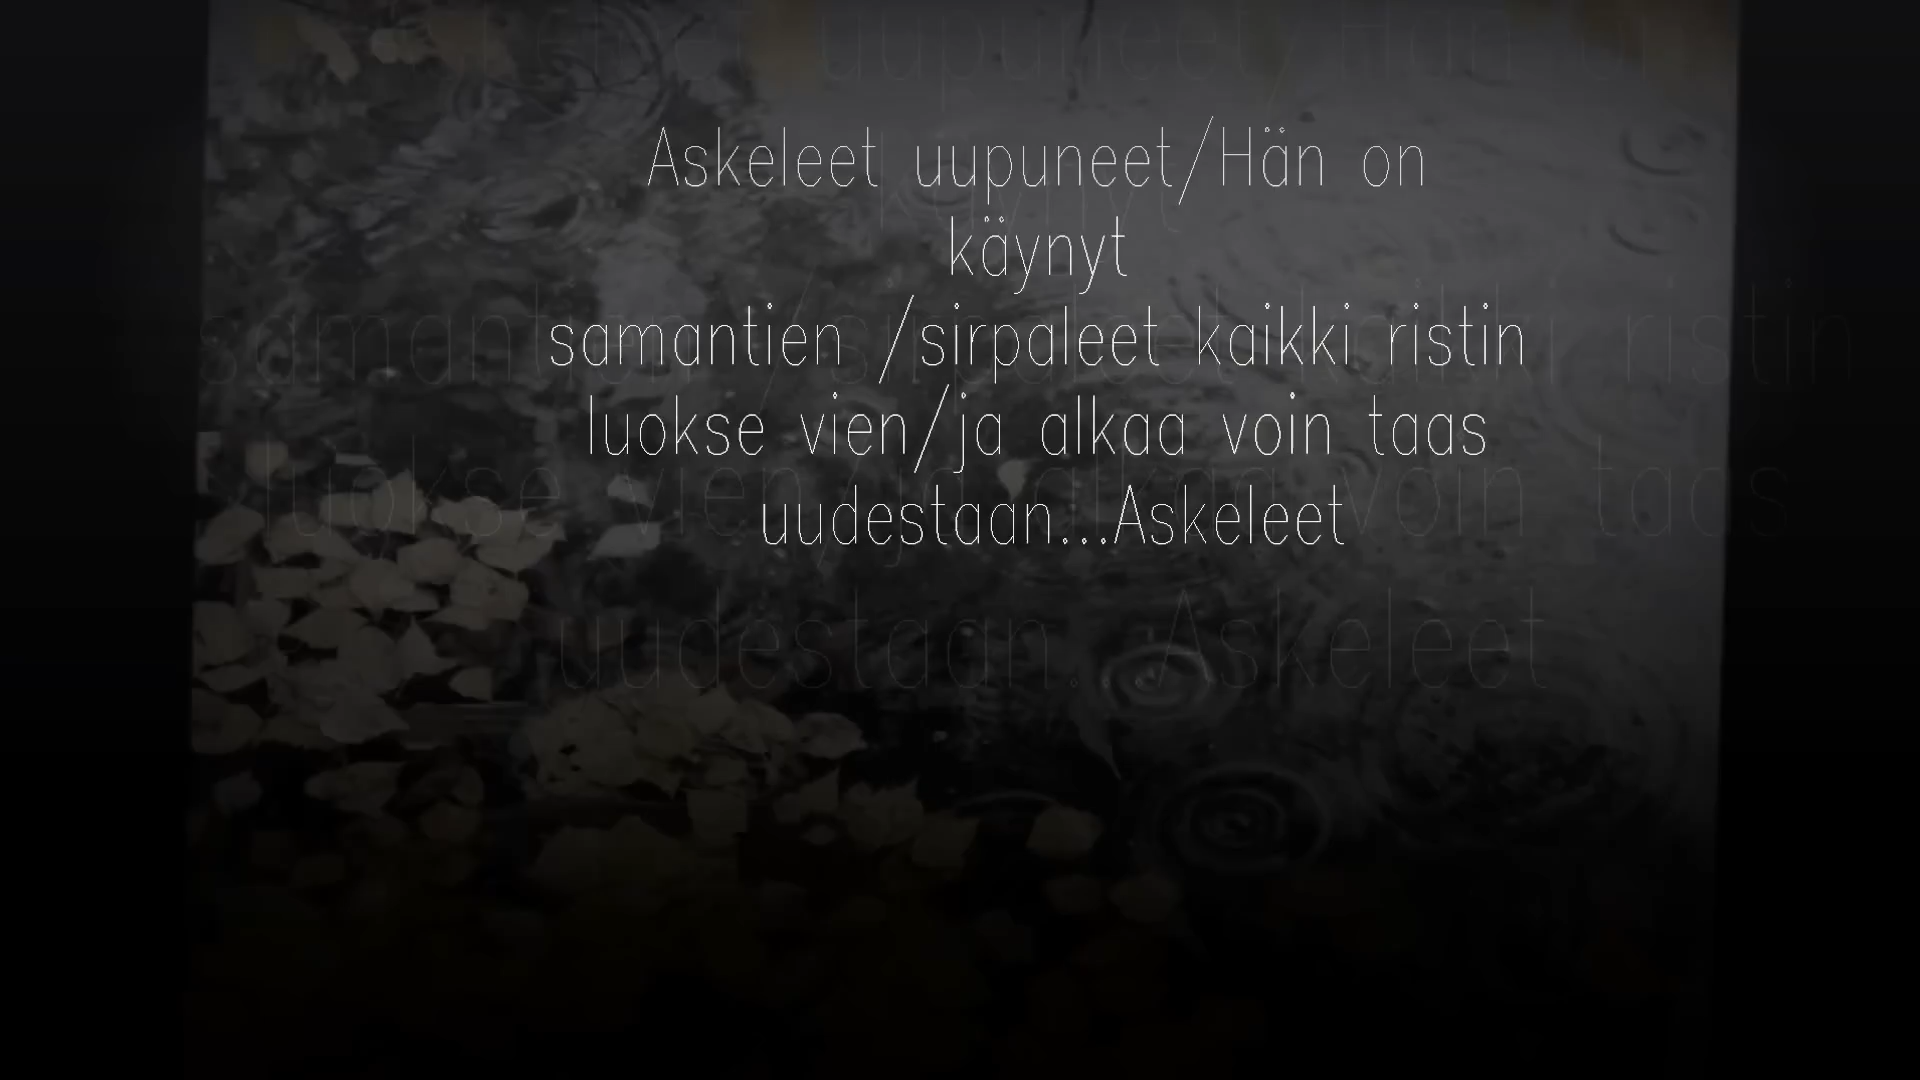 Askeleet uupuneet/Hän on
käynyt
samantien /sirpaleet kaikki ristin
luokse vien/ja alkaa voin taas
uudestaan...Askeleet